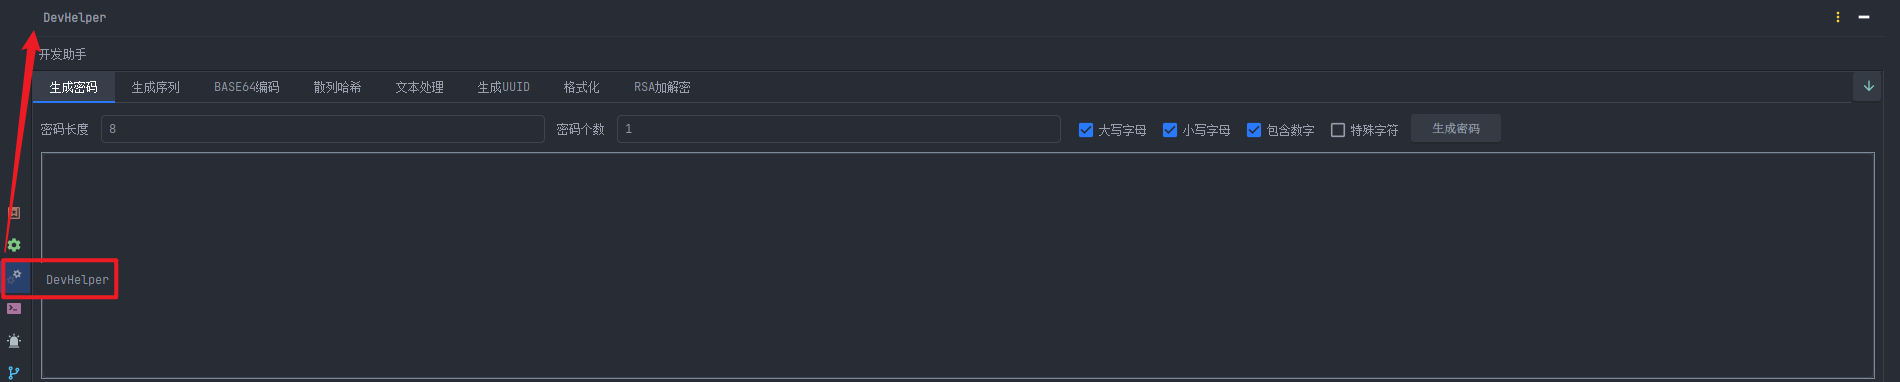 DevHelper
开发助手
生成密码 生成序列 BASE64编码 散列哈希 文本处理 生成UUID 格式化 RSA加解密
密码长度 8 密码个数 1 大写字母 小写字母 包含数字 特殊字符 生成密码
DevHelper